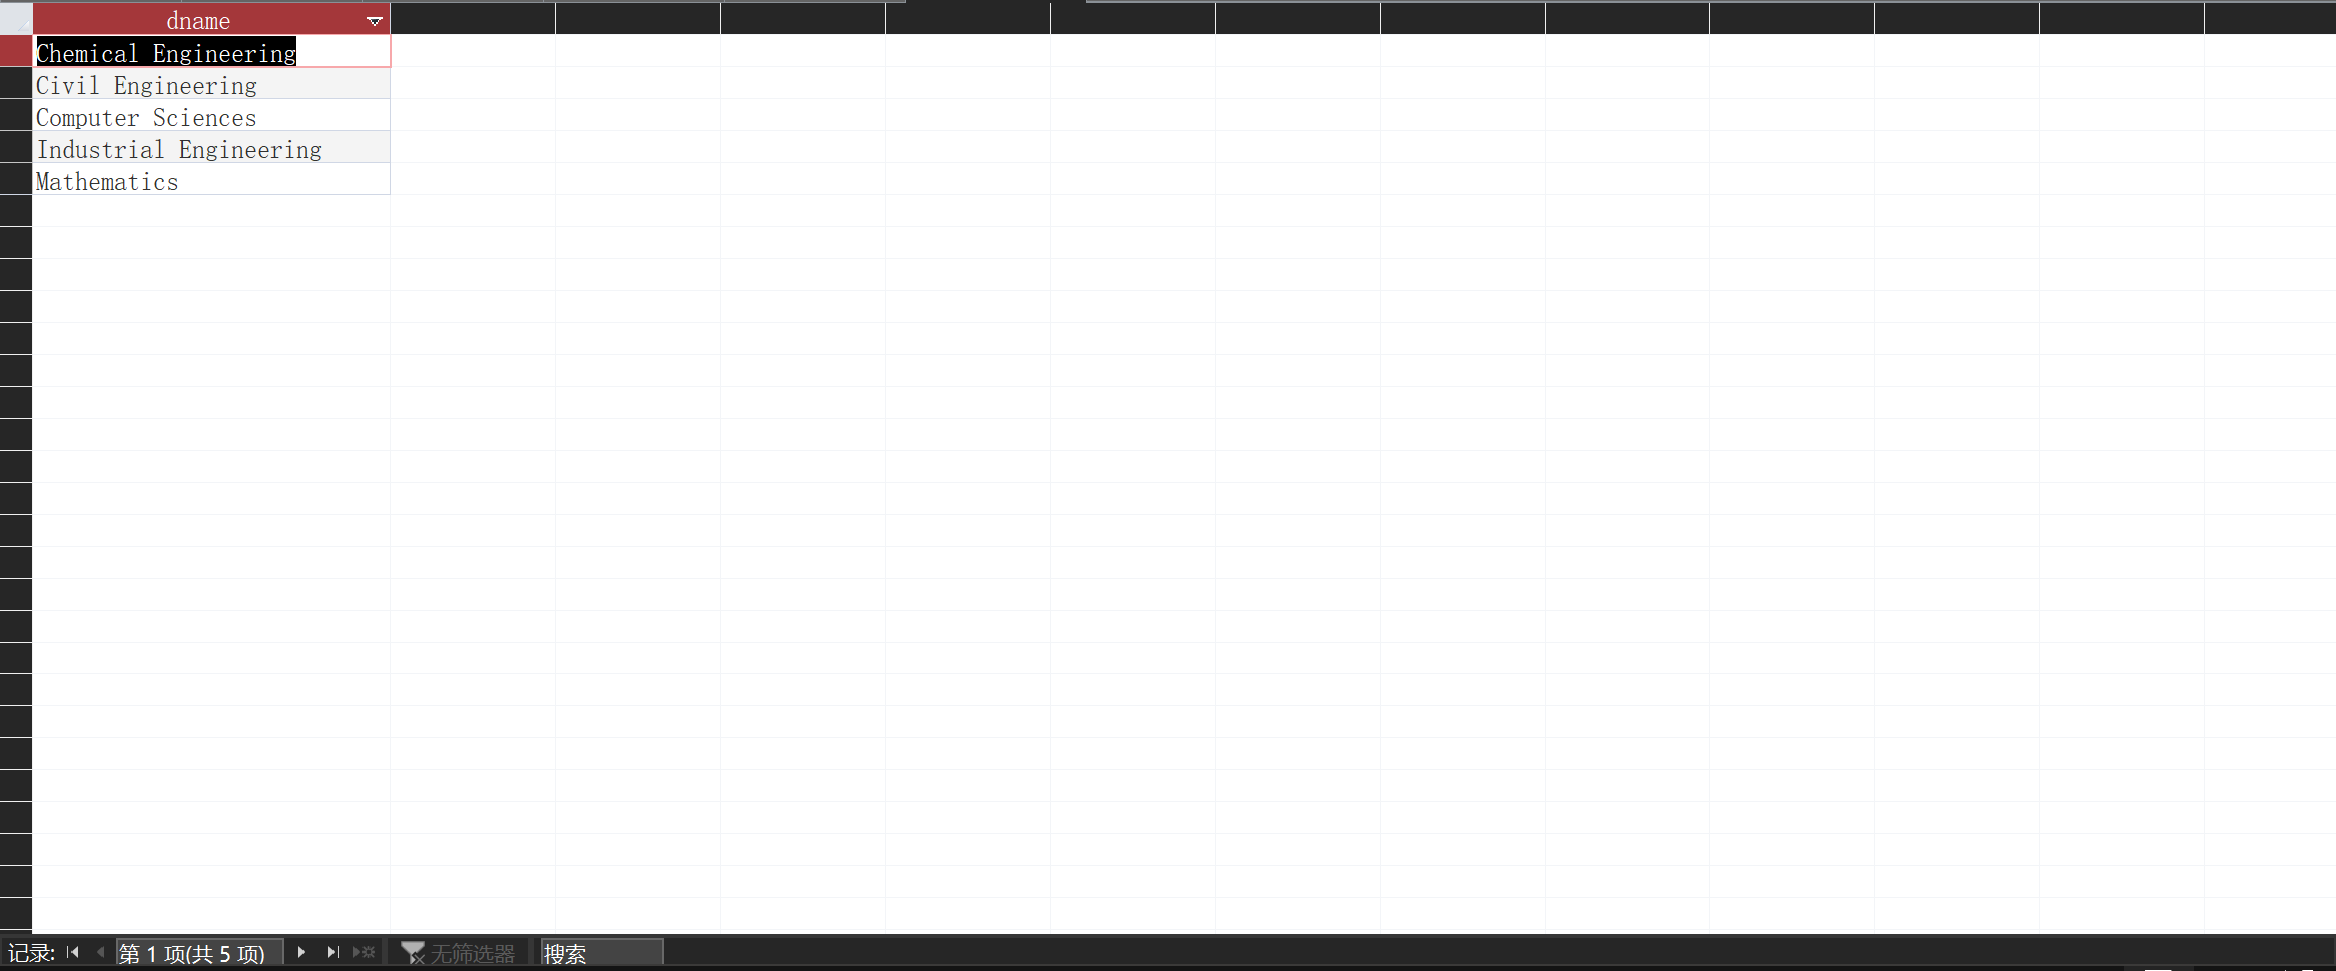 dname
Chemical Engineering
Civil Engineering
Computer Sciences
Industrial Engineering
Mathematics
记录: 第 1 项(共 5 项) 无筛选器 搜索